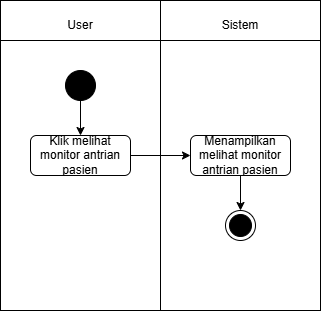 User
Sistem
Klik melihat
monitor antrian
pasien
Menampilkan
melihat monitor
antrian pasien